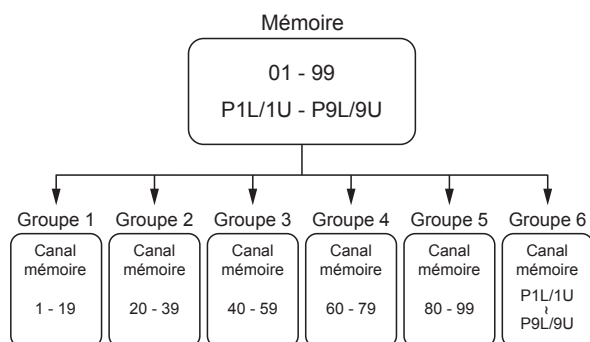 Mémoire
01 - 99
P1L/1U - P9L/9U
Groupe 1
Canal
mémoire
1 - 19
Groupe 2
Canal
mémoire
20 - 39
Groupe 3
Canal
mémoire
40 - 59
Groupe 4
Canal
mémoire
60 - 79
Groupe 5
Canal
mémoire
80 - 99
Groupe 6
Canal
mémoire
P1L/1U
~
P9L/9U